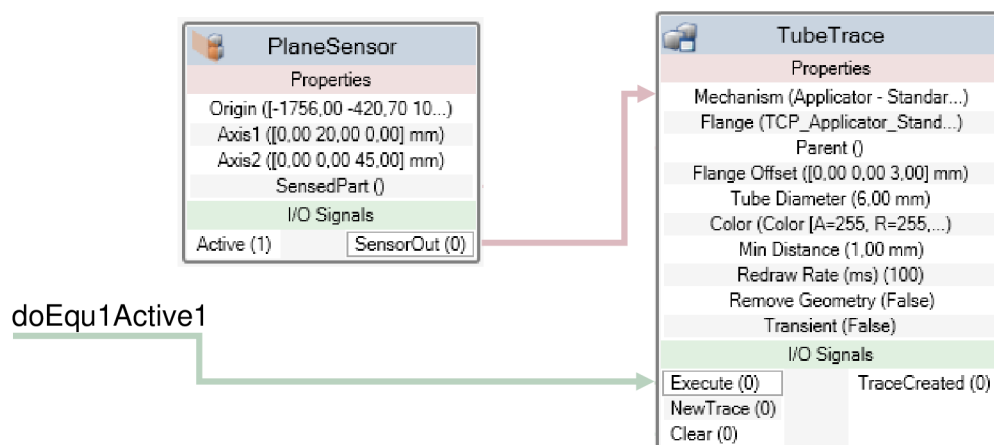 PlaneSensor
Properties
Origin ([-1756,00 -420,70 10...)
Axis1 ([0,00 20,00 0,00] mm)
Axis2 ([0,00 0,00 45,00] mm)
SensedPart ()
I/O Signals
Active (1) SensorOut (0)
doEqu1Active1
TubeTrace
Properties
Mechanism (Applicator - Standar...)
Flange (TCP_Applicator_Stand...)
Parent ()
Flange Offset ([0,00 0,00 3,00] mm)
Tube Diameter (6,00 mm)
Color (Color [A=255, R=255,...)
Min Distance (1,00 mm)
Redraw Rate (ms) (100)
Remove Geometry (False)
Transient (False)
I/O Signals
Execute (0) TraceCreated (0)
NewTrace (0)
Clear (0)